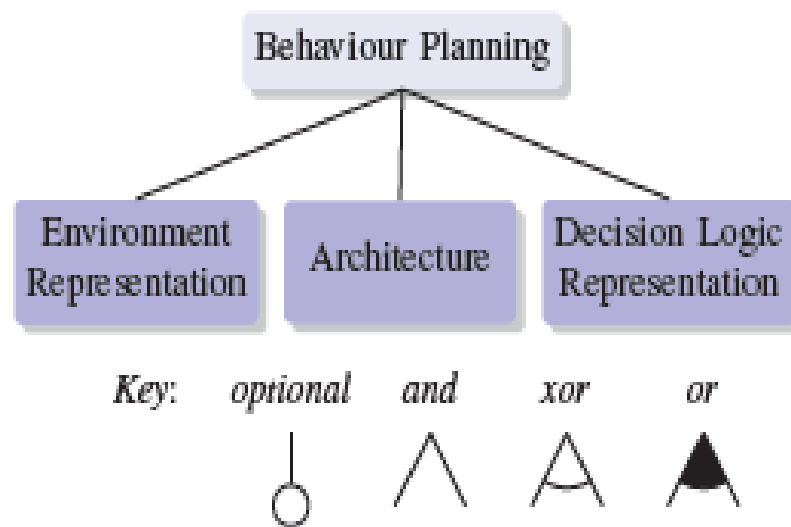 Behaviour Planning
Environment
Representation
Architecture
Decision Logic
Representation
Key: optional and xor or